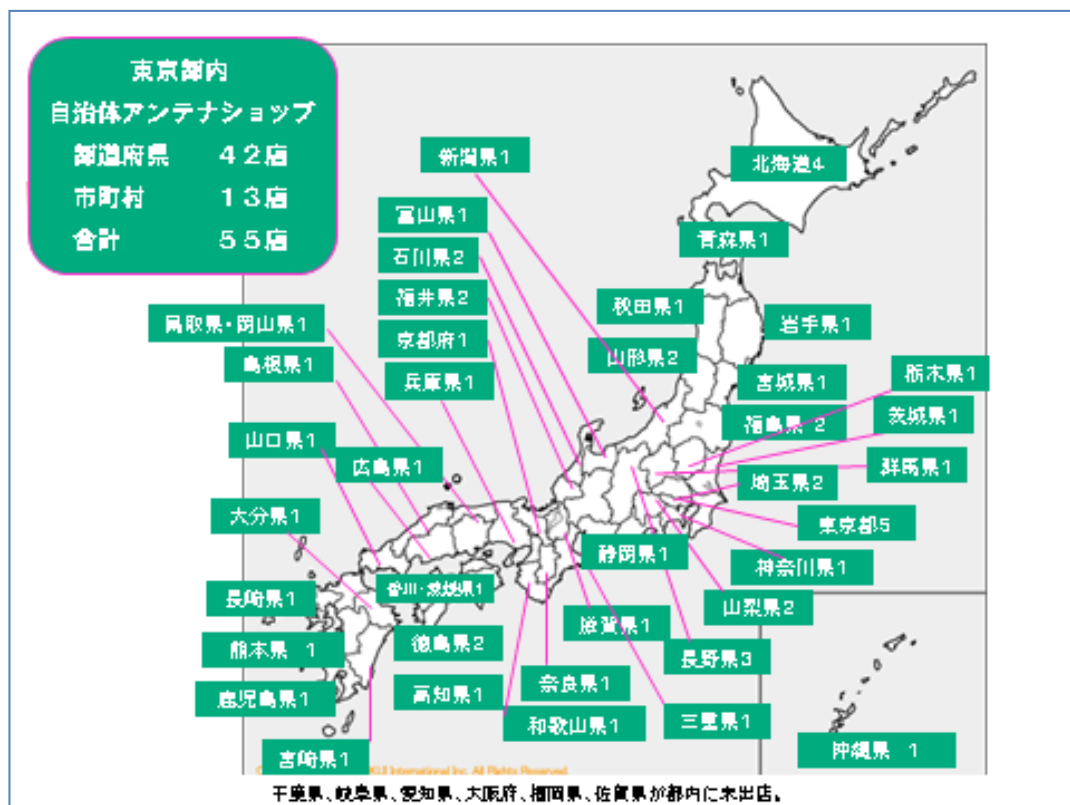 東京都内
自治体アンテナショップ
都道府県 42店
市町村 13店
合計 55店
新潟県1
北海道4
富山県1
青森県1
石川県2
福井県2
秋田県1
岩手県1
鳥取県・岡山県1
京都府1
山形県2
島根県1
兵庫県1
宮城県1
栃木県1
福島県 2
茨城県1
山口県1
広島県1
群馬県1
埼玉県2
大分県1
東京都5
静岡県1
神奈川県1
香川・愛媛県1
長崎県1
山梨県2
滋賀県1
熊本県 1
徳島県2
長野県3
鹿児島県1
高知県1
奈良県1
和歌山県1
三重県1
宮崎県1
沖縄県 1
International Inc. All Rights Reserved.
千葉県、岐阜県、愛知県、大阪府、福岡県、佐賀県が都内に未出店。